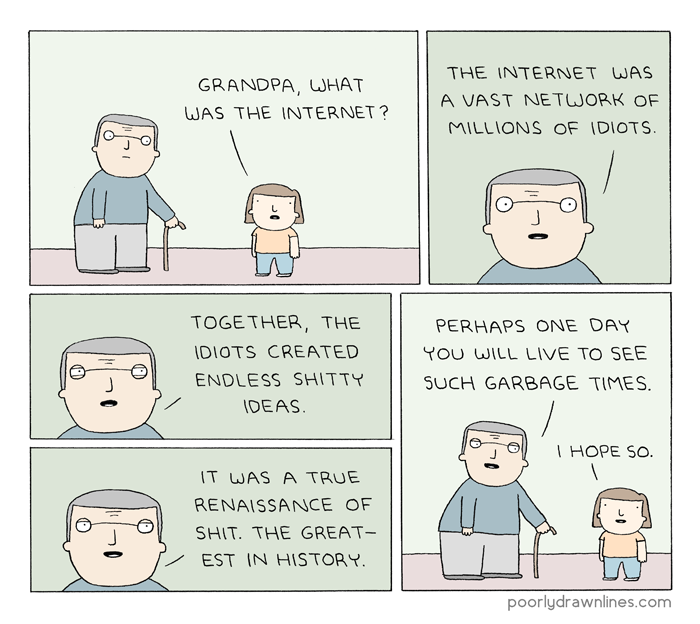 GRANDPA, WHAT
WAS THE INTERNET?
THE INTERNET WAS
A VAST NETWORK OF
MILLIONS OF IDIOTS.
TOGETHER, THE
IDIOTS CREATED
ENDLESS SHITTY
IDEAS.
IT WAS A TRUE
RENAISSANCE OF
SHIT. THE GREAT-
EST IN HISTORY.
PERHAPS ONE DAY
YOU WILL LIVE TO SEE
SUCH GARBAGE TIMES.
I HOPE SO.
poorlydrawnlines.com